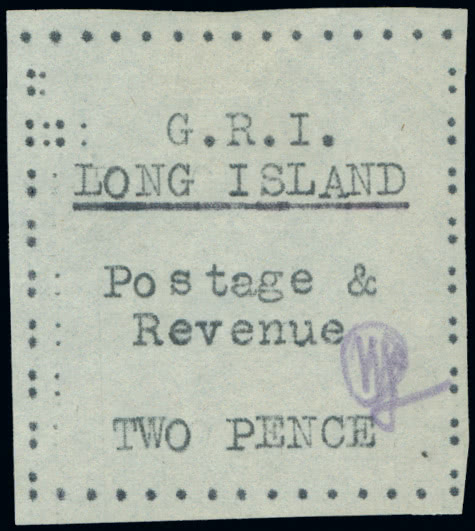 G.R.I.
LONG ISLAND
Postage &
Revenue
TWO PENCE